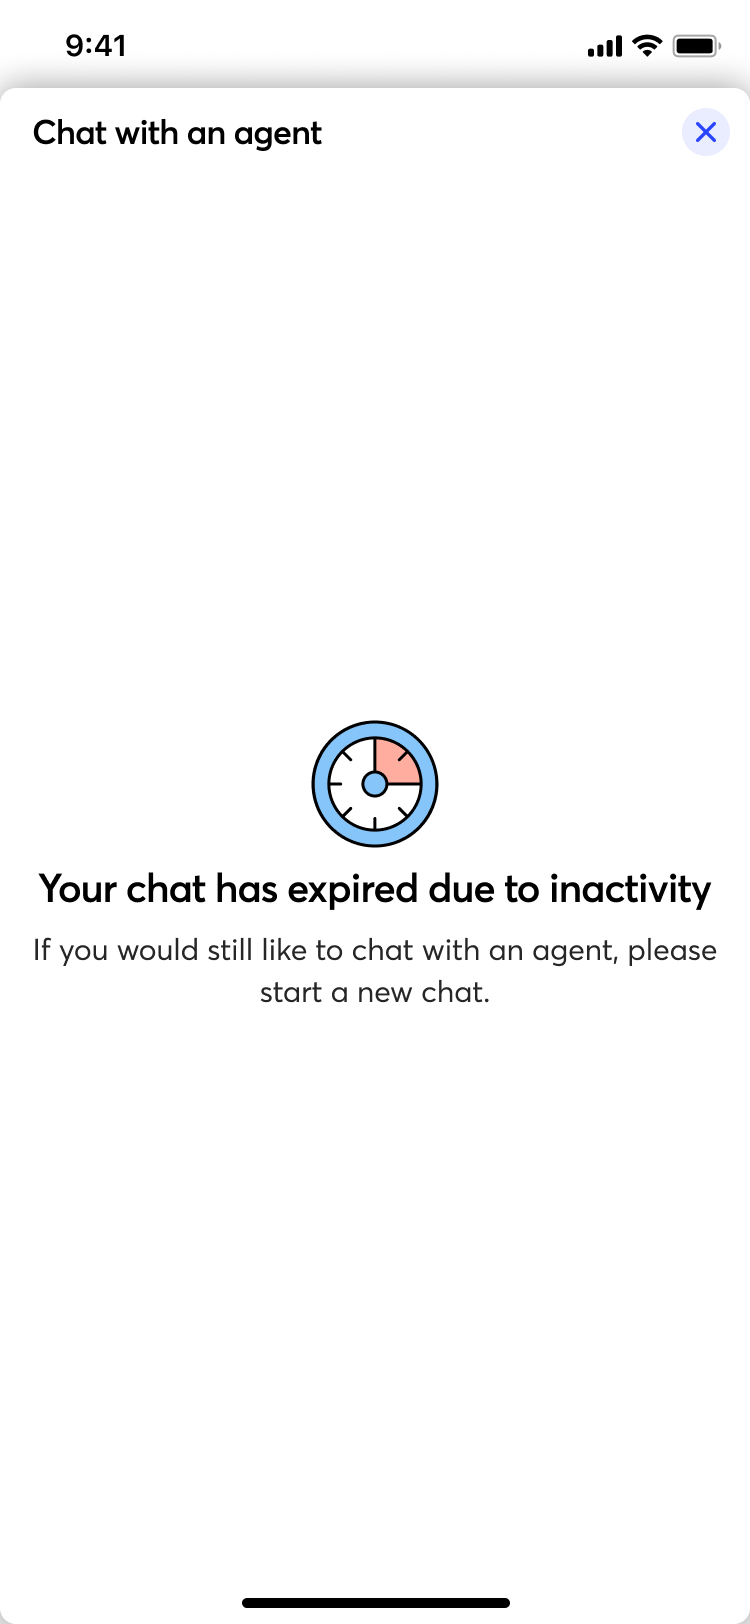 9:41
Chat with an agent
Your chat has expired due to inactivity
If you would still like to chat with an agent, please
start a new chat.